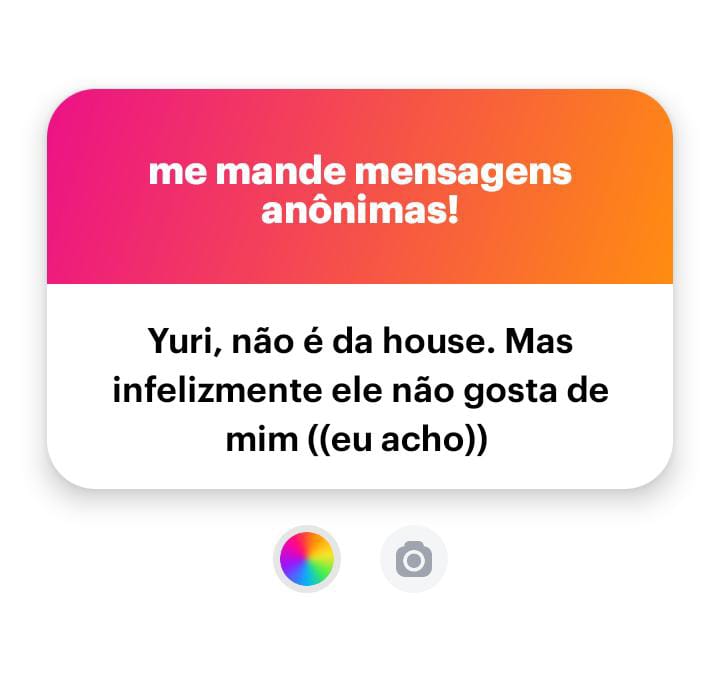 me mande mensagens
anônimas!
Yuri, não é da house. Mas
infelizmente ele não gosta de
mim ((eu acho))